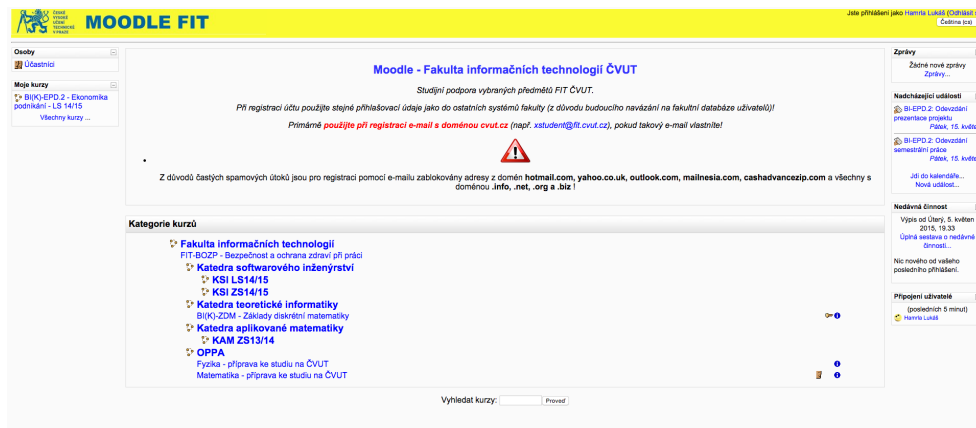 ČESKÉ
VYSOKÉ
UČENÍ
TECHNICKÉ
V PRAZE
MOODLE FIT
Jste přihlášeni jako Hamrla Lukáš (Odhlásit
Čeština (cs)
Osoby
Účastníci
Moje kurzy
BI(K)-EPD.2 - Ekonomika
podnikání - LS 14/15
Všechny kurzy ...
Moodle - Fakulta informačních technologií ČVUT
Studijní podpora vybraných předmětů FIT ČVUT.
Při registraci účtu použijte stejné přihlašovací údaje jako do ostatních systémů fakulty (z důvodu budoucího navázání na fakultní databáze uživatelů)!
Primárně použijte při registraci e-mail s doménou cvut.cz (např. xstudent@fit.cvut.cz), pokud takový e-mail vlastníte!
Z důvodů častých spamových útoků jsou pro registraci pomocí e-mailu zablokovány adresy z domén hotmail.com, yahoo.co.uk, outlook.com, mailnesia.com, cashadvancezip.com a všechny s
doménou .info, .net, .org a .biz !
Kategorie kurzů
Fakulta informačních technologií
FIT-BOZP - Bezpečnost a ochrana zdraví při práci
Katedra softwarového inženýrství
KSI LS14/15
KSI ZS14/15
Katedra teoretické informatiky
BI(K)-ZDM - Základy diskrétní matematiky
Katedra aplikované matematiky
KAM ZS13/14
OPPA
Fyzika - příprava ke studiu na ČVUT
Matematika - příprava ke studiu na ČVUT
Vyhledat kurzy:
Proveď
Zprávy
Žádné nové zprávy
Zprávy...
Nadcházející události
BI-EPD.2: Odevzdání
prezentace projektu
Pátek, 15. květe
BI-EPD.2: Odevzdání
semestrální práce
Pátek, 15. květe
Jdi do kalendáře...
Nová událost...
Nedávná činnost
Výpis od Úterý, 5. květen
2015, 19.33
Úplná sestava o nedávné
činnosti...
Nic nového od vašeho
posledního přihlášení.
Připojení uživatelé
(posledních 5 minut)
Hamrla Lukáš